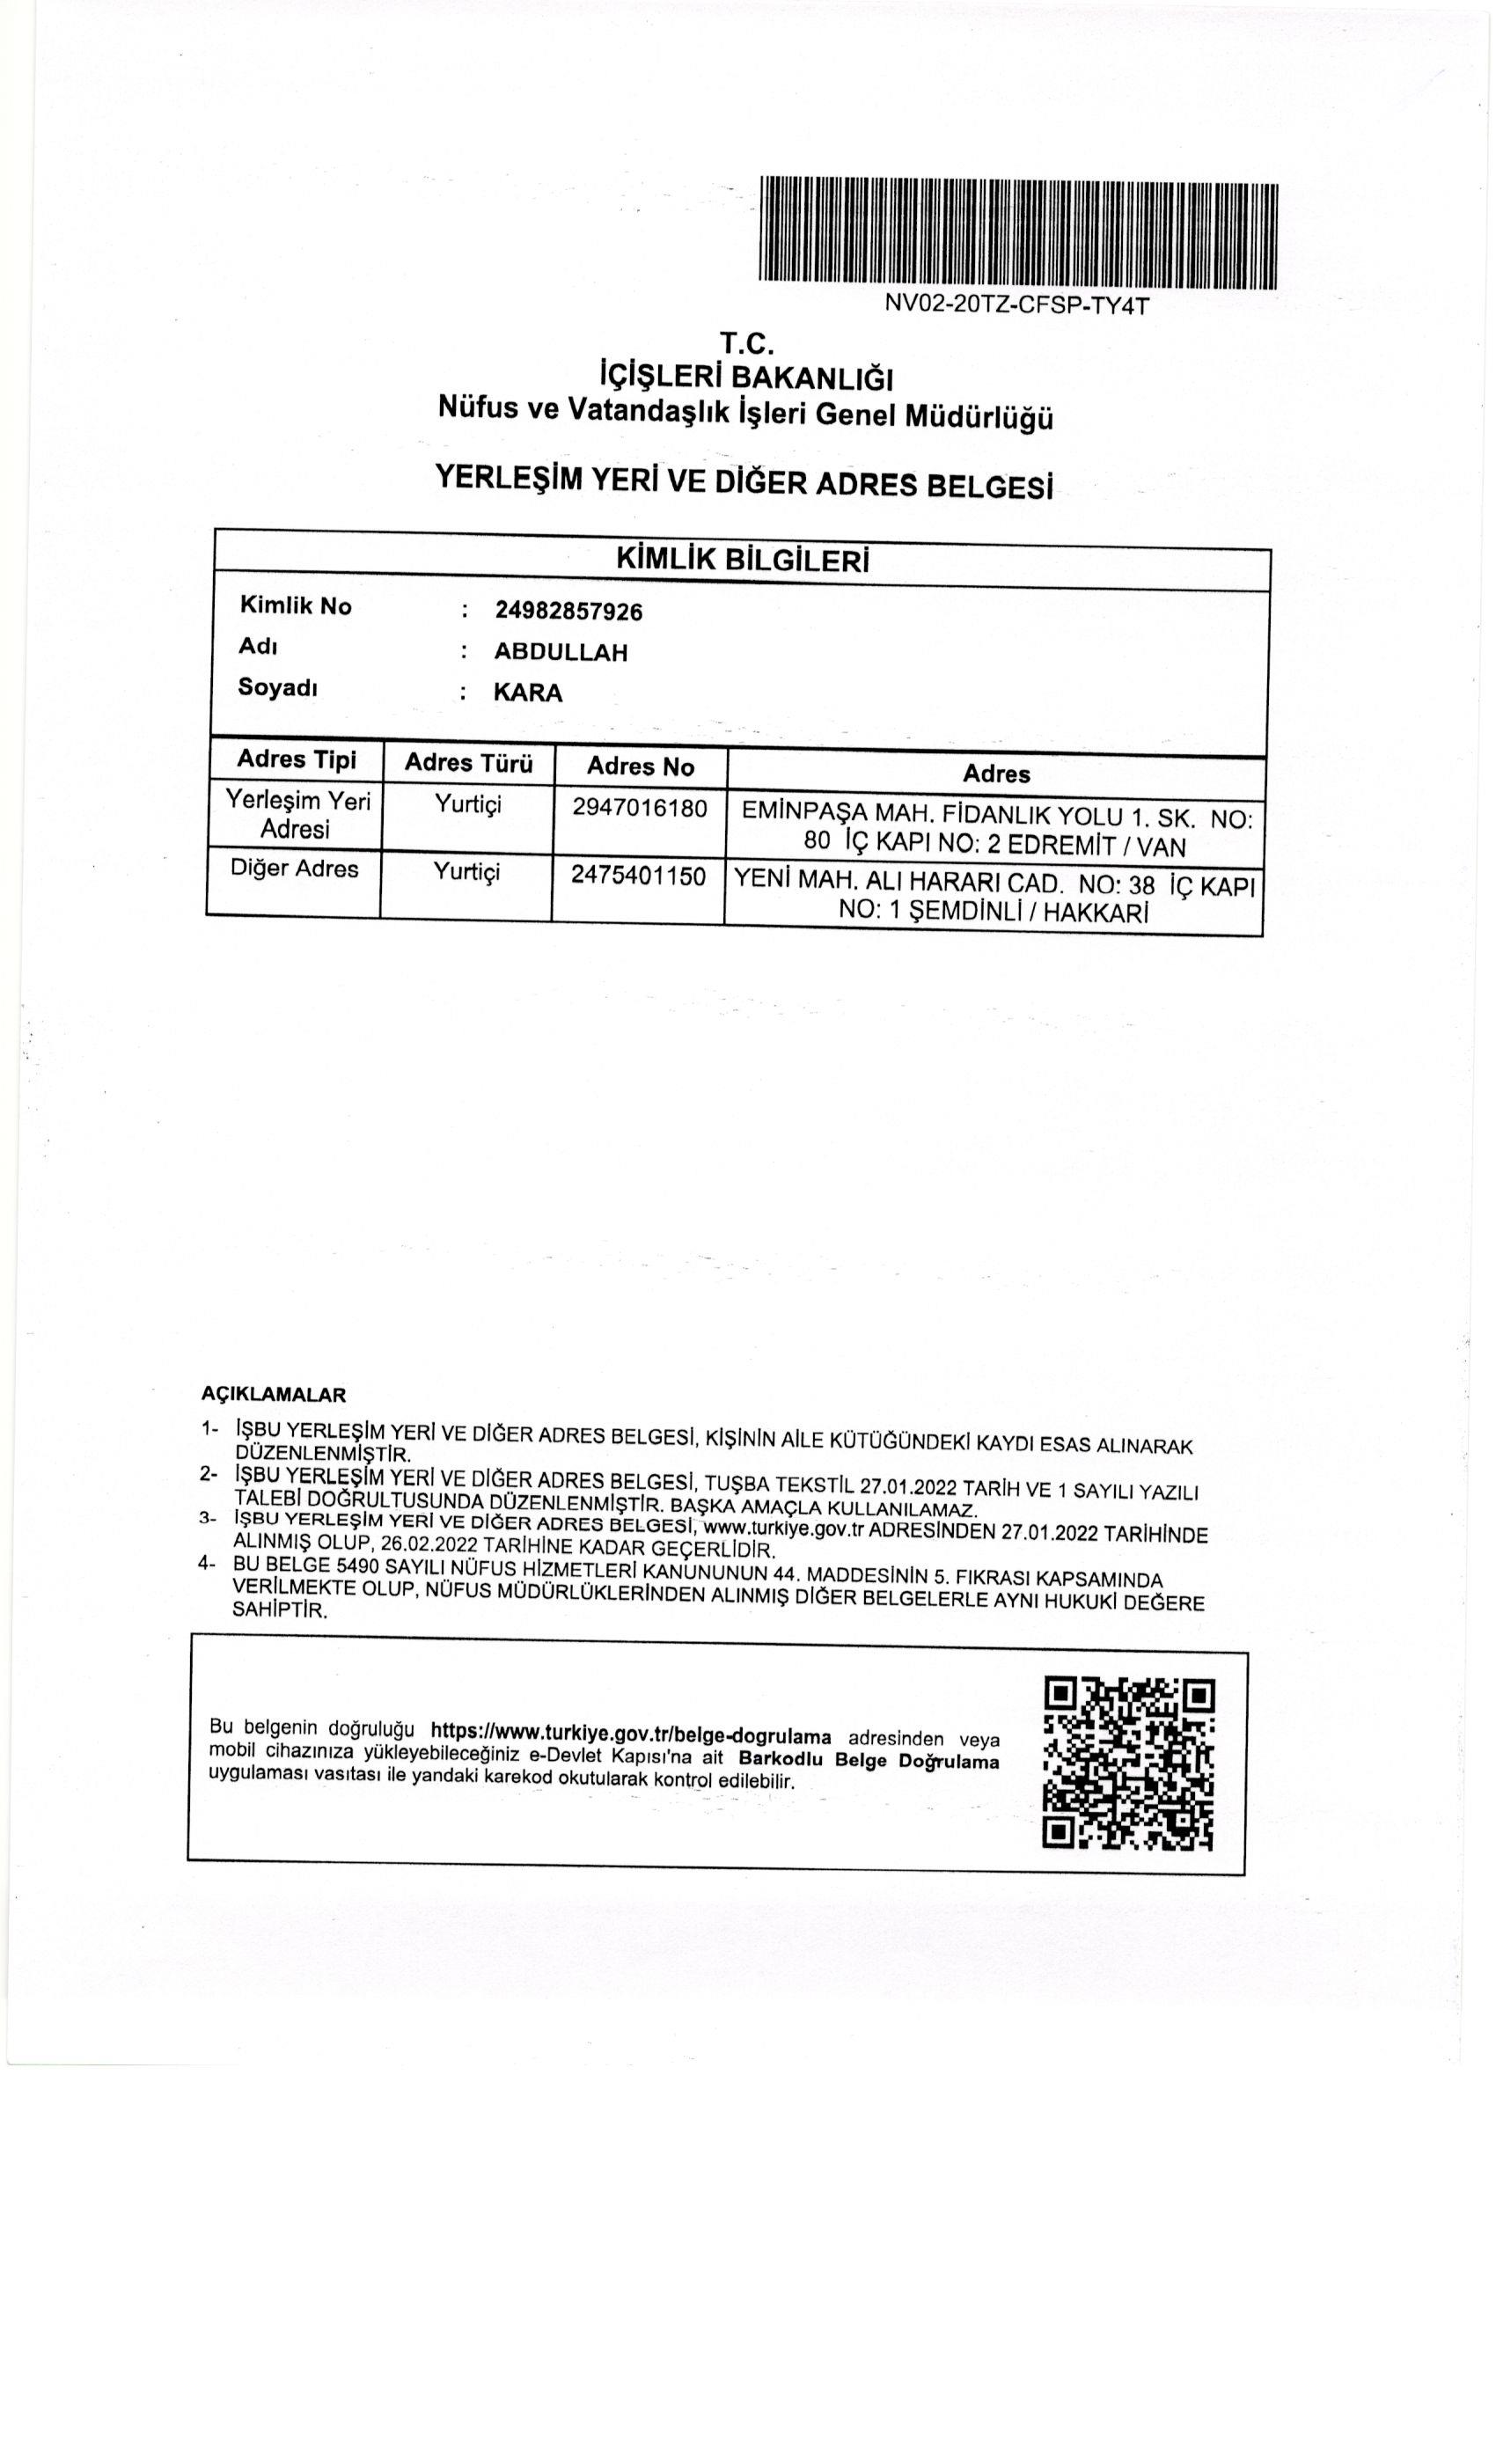 NV02-20TZ-CFSP-TY4T
T.C.
İÇİŞLERİ BAKANLIĞI
Nüfus ve Vatandaşlık İşleri Genel Müdürlüğü
YERLEŞİM YERİ VE DİĞER ADRES BELGESİ
KİMLİK BİLGİLERİ
Kimlik No : 24982857926
Adı : ABDULLAH
Soyadı : KARA
Adres Tipi Adres Türü Adres No Adres
Yerleşim Yeri Adresi Yurtiçi 2947016180 EMİNPAŞA MAH. FİDANLIK YOLU 1. SK. NO:
80 İÇ KAPI NO: 2 EDREMİT / VAN
Diğer Adres Yurtiçi 2475401150 YENİ MAH. ALI HARARI CAD. NO: 38 İÇ KAPI
NO: 1 ŞEMDİNLİ / HAKKARİ
AÇIKLAMALAR
1- İŞBU YERLEŞİM YERİ VE DİĞER ADRES BELGESİ, KİŞİNİN AİLE KÜTÜĞÜNDEKİ KAYDI ESAS ALINARAK
DÜZENLENMİŞTİR.
2- İŞBU YERLEŞİM YERİ VE DİĞER ADRES BELGESİ, TUŞBA TEKSTİL 27.01.2022 TARİH VE 1 SAYILI YAZILI
TALEBİ DOĞRULTUSUNDA DÜZENLENMİŞTİR. BAŞKA AMAÇLA KULLANILAMAZ.
3- İŞBU YERLEŞİM YERİ VE DİĞER ADRES BELGESİ, www.turkiye.gov.tr ADRESİNDEN 27.01.2022 TARİHİNDE
ALINMIŞ OLUP, 26.02.2022 TARİHİNE KADAR GEÇERLİDİR.
4- BU BELGE 5490 SAYILI NÜFUS HİZMETLERİ KANUNUNUN 44. MADDESİNİN 5. FIKRASI KAPSAMINDA
VERİLMEKTE OLUP, NÜFUS MÜDÜRLÜKLERİNDEN ALINMIŞ DİĞER BELGELERLE AYNI HUKUKİ DEĞERE
SAHİPTİR.
Bu belgenin doğruluğu https://www.turkiye.gov.tr/belge-dogrulama adresinden veya
mobil cihazınıza yükleyebileceğiniz e-Devlet Kapısı'na ait Barkodlu Belge Doğrulama
uygulaması vasıtası ile yandaki karekod okutularak kontrol edilebilir.